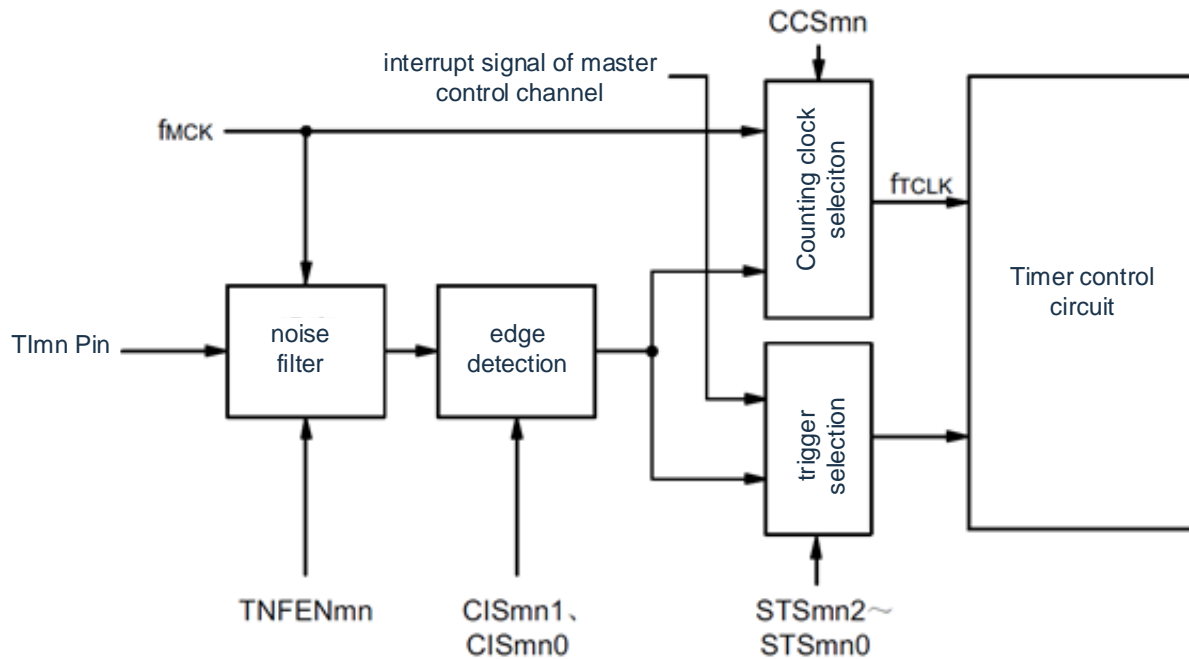 CCSmn
interrupt signal of master
control channel
fMCK
Counting clock
seleciton
fTCLK
Timer control
circuit
TImn Pin
noise
filter
edge
detection
trigger
selection
TNFENmn
CISmn1、
CISmn0
STSmn2～
STSmn0